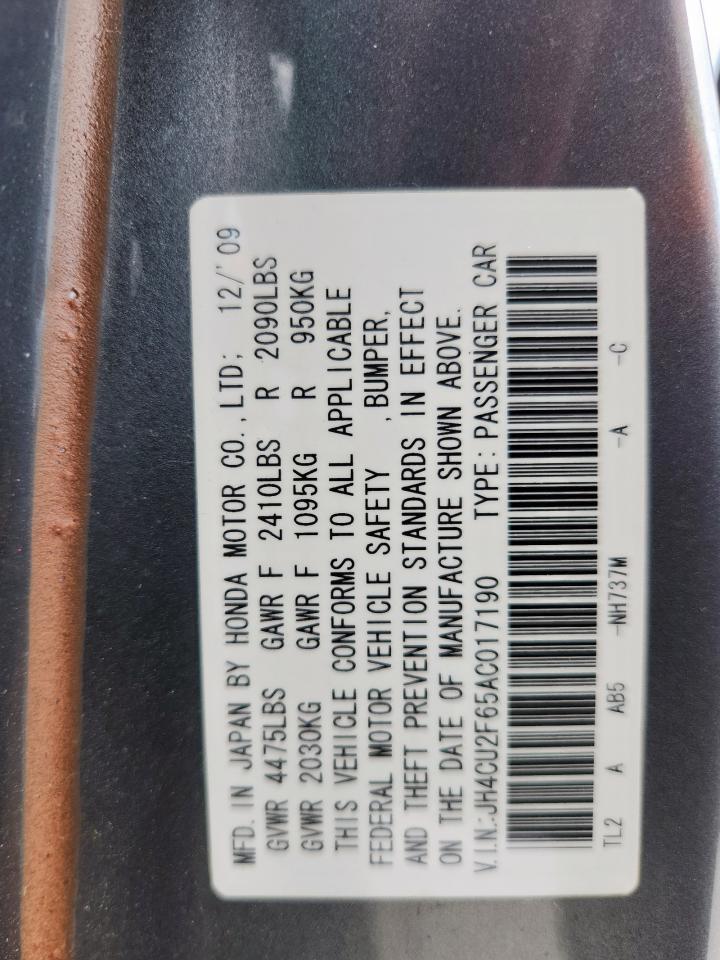 MFD. IN JAPAN BY HONDA MOTOR CO., LTD; 12/'09
GVWR 4475LBS GAWR F 2410LBS R 2090LBS
GVWR 2030KG GAWR F 1095KG R 950KG
THIS VEHICLE CONFORMS TO ALL APPLICABLE
FEDERAL MOTOR VEHICLE SAFETY , BUMPER,
AND THEFT PREVENTION STANDARDS IN EFFECT
ON THE DATE OF MANUFACTURE SHOWN ABOVE.
V.I.N.:JH4CU2F65AC017190 TYPE: PASSENGER CAR
TL2 A AB5 -NH737M -A -C